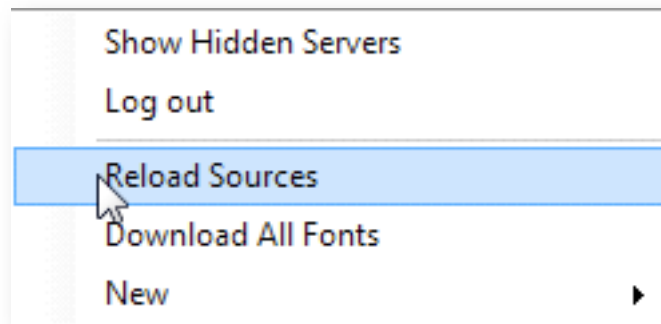 Show Hidden Servers
Log out
Reload Sources
Download All Fonts
New